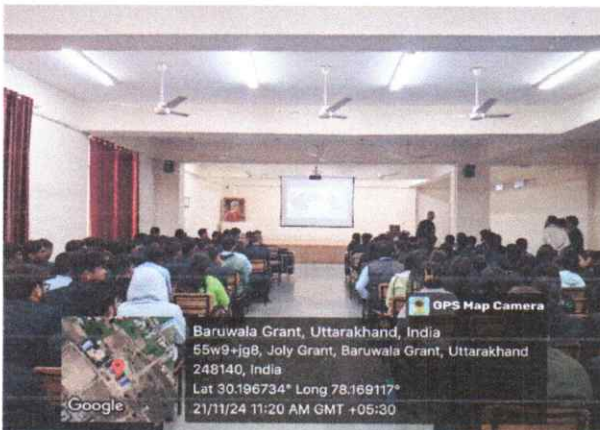 GPS Map Camera
Baruwala Grant, Uttarakhand, India
55w9+jg8, Joly Grant, Baruwala Grant, Uttarakhand
248140, India
Lat 30.196734° Long 78.169117°
21/11/24 11:20 AM GMT +05:30
Google